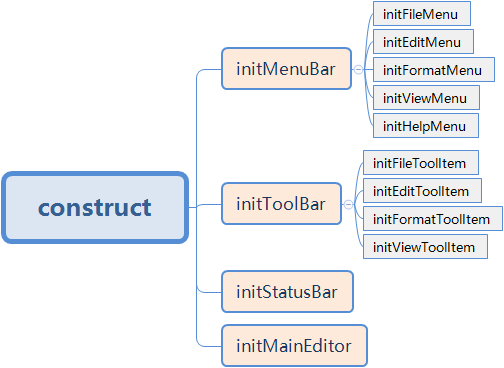 construct
initMenuBar
initFileMenu
initEditMenu
initFormatMenu
initViewMenu
initHelpMenu
initToolBar
initFileToolItem
initEditToolItem
initFormatToolItem
initViewToolItem
initStatusBar
initMainEditor